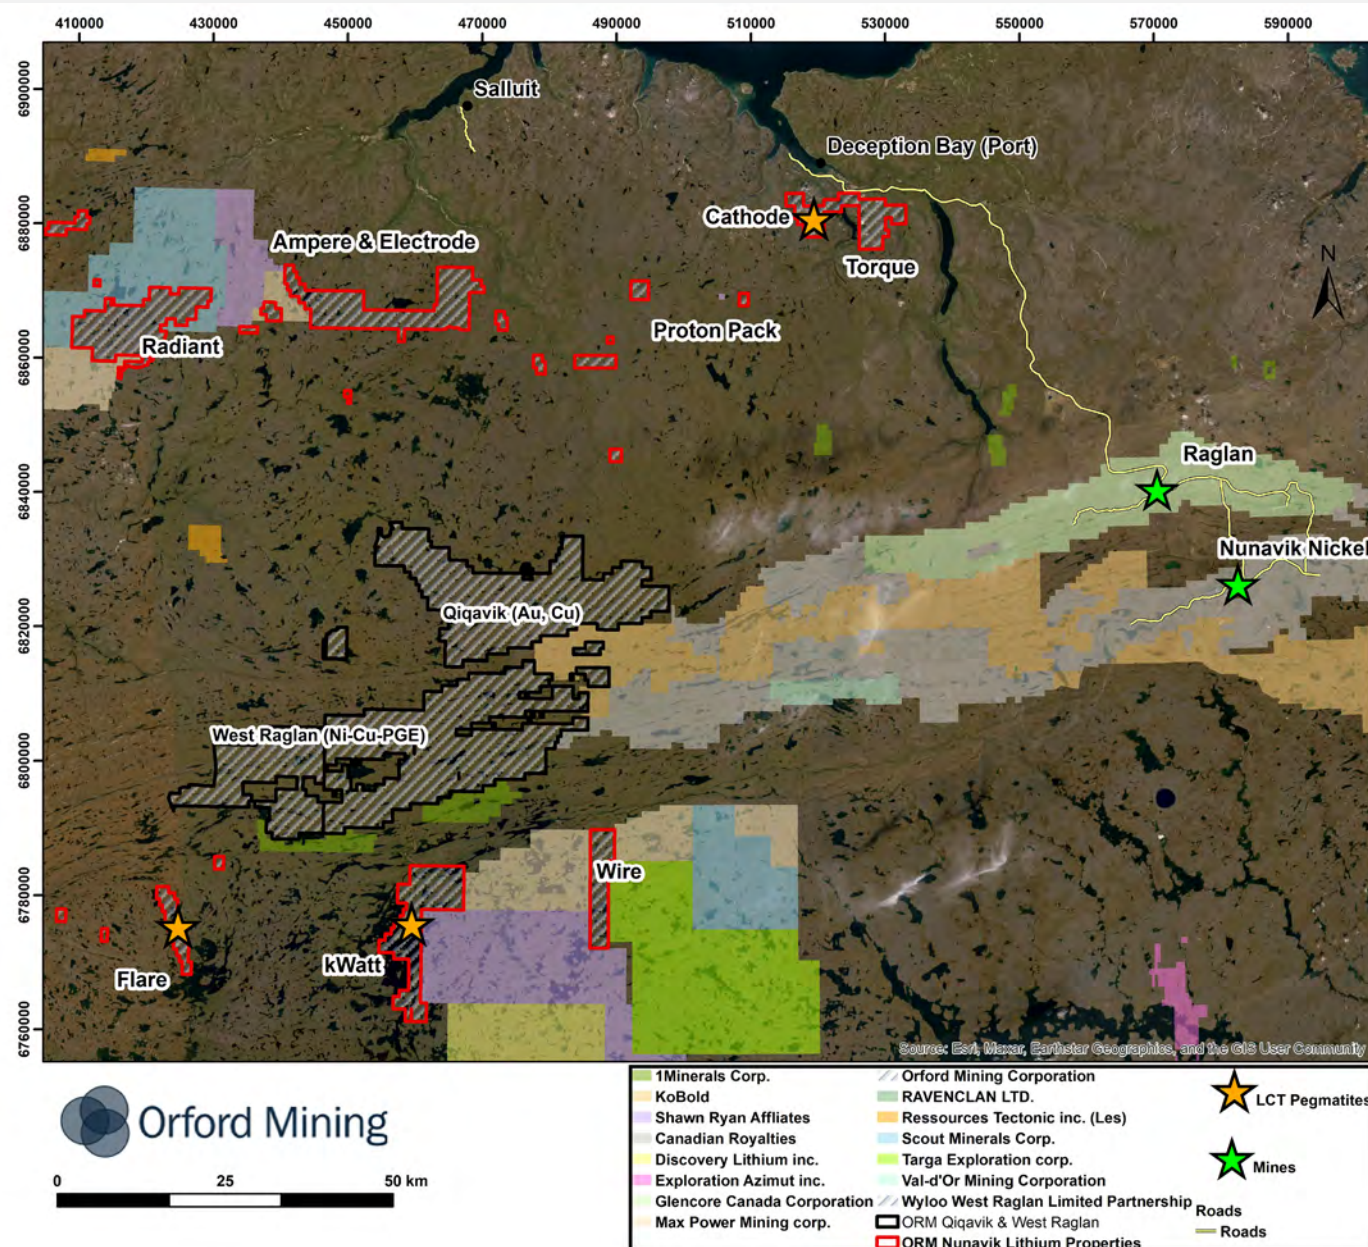 410000 430000 450000 470000 490000 510000 530000 550000 570000 590000
6900000
6880000
6860000
6840000
6820000
6800000
6780000
6760000
Salluit
Deception Bay (Port)
Cathode
Torque
Ampere & Electrode
N
Radiant
Proton Pack
Raglan
Nunavik Nickel
Qiqavik (Au, Cu)
West Raglan (Ni-Cu-PGE)
Wire
Flare
kWatt
Source: Esri, Maxar, Earthstar Geographics, and the GIS User Community
Orford Mining
0 25 50 km
1Minerals Corp.
KoBold
Shawn Ryan Affliates
Canadian Royalties
Discovery Lithium inc.
Exploration Azimut inc.
Glencore Canada Corporation
Max Power Mining corp.
Orford Mining Corporation
RAVENCLAN LTD.
Ressources Tectonic inc. (Les)
Scout Minerals Corp.
Targa Exploration corp.
Val-d'Or Mining Corporation
Wyloo West Raglan Limited Partnership
ORM Qiqavik & West Raglan
ORM Nunavik Lithium Properties
LCT Pegmatites
Mines
Roads
Roads